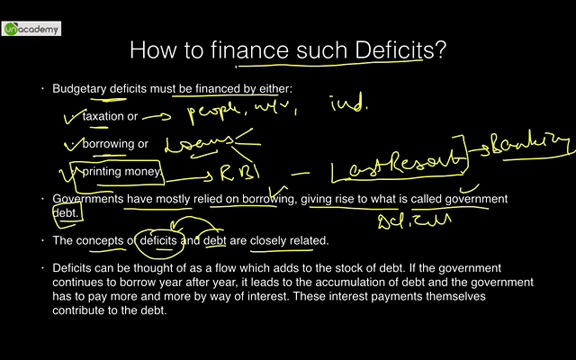 unacademy
How to finance such Deficits?
• Budgetary deficits must be financed by either:
taxation or → people, ind.
borrowing or Loans
printing money. → RBI – Last Resort → Banking
• Governments have mostly relied on borrowing, giving rise to what is called government
debt.
Deficit
• The concepts of deficits and debt are closely related.
• Deficits can be thought of as a flow which adds to the stock of debt. If the government
continues to borrow year after year, it leads to the accumulation of debt and the government
has to pay more and more by way of interest. These interest payments themselves
contribute to the debt.